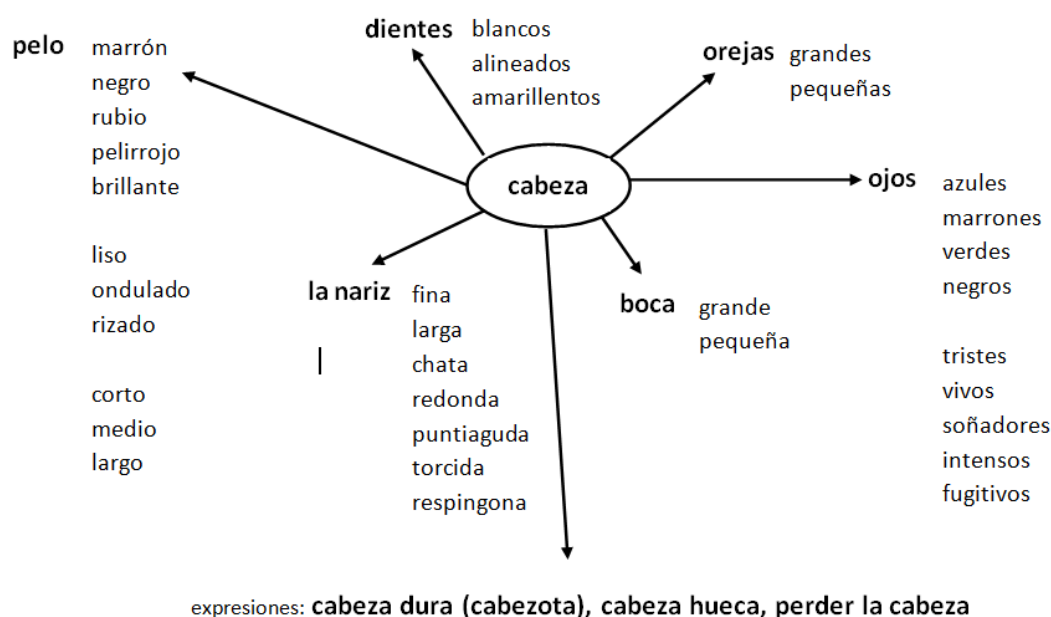 pelo
marrón
negro
rubio
pelirrojo
brillante
liso
ondulado
rizado
corto
medio
largo
dientes
blancos
alineados
amarillentos
orejas
grandes
pequeñas
cabeza
ojos
azules
marrones
verdes
negros
tristes
vivos
soñadores
intensos
fugitivos
la nariz
fina
larga
chata
redonda
puntiaguda
torcida
respingona
boca
grande
pequeña
expresiones: cabeza dura (cabezota), cabeza hueca, perder la cabeza